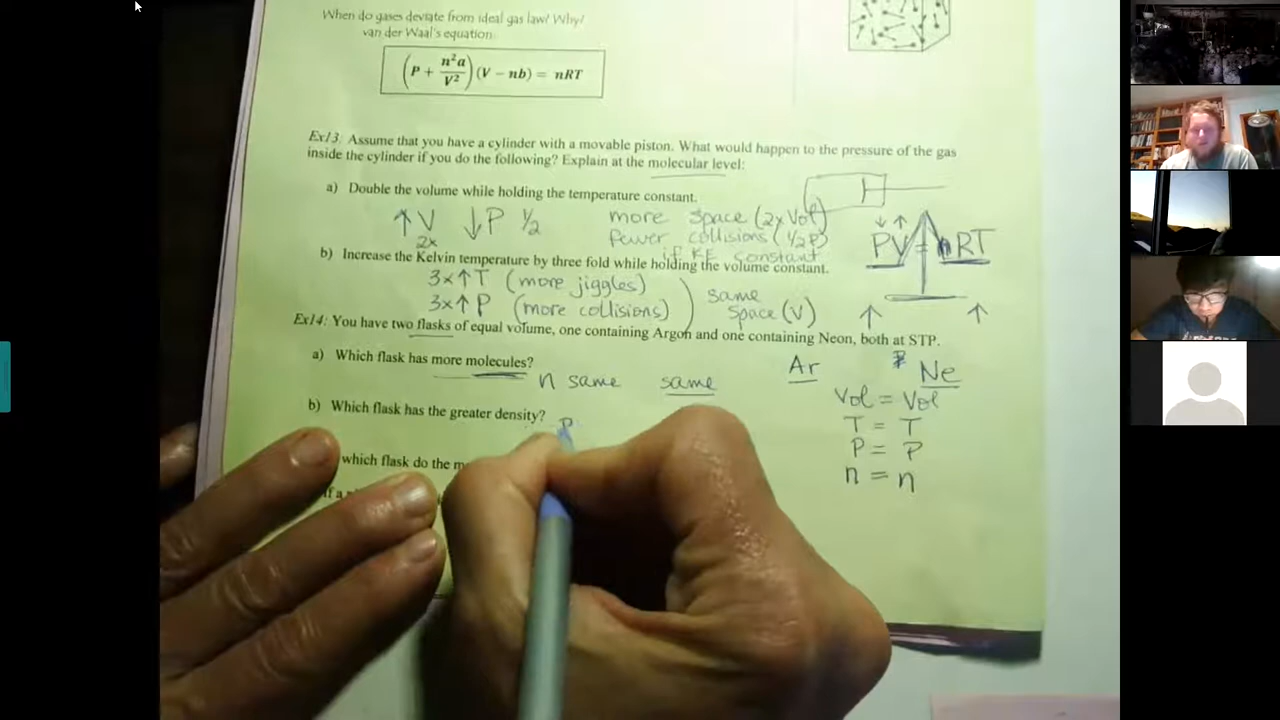 When do gases deviate from ideal gas law? Why?
van der Waal's equation
(P + n²a/V²)(V − nb) = nRT
Ex13: Assume that you have a cylinder with a movable piston. What would happen to the pressure of the gas
inside the cylinder if you do the following? Explain at the molecular level:
a) Double the volume while holding the temperature constant.
↑V 2x ↓P 1/2
more space (2x Vol)
fewer collisions (1/2 P)
if KE constant
PV = nRT
b) Increase the Kelvin temperature by three fold while holding the volume constant.
3x↑T (more jiggles)
3x↑P (more collisions)
same
space (V)
Ex14: You have two flasks of equal volume, one containing Argon and one containing Neon, both at STP.
a) Which flask has more molecules?
n same same
Ar Ne
Vol = Vol
T = T
P = P
n = n
b) Which flask has the greater density?
which flask do the
If a